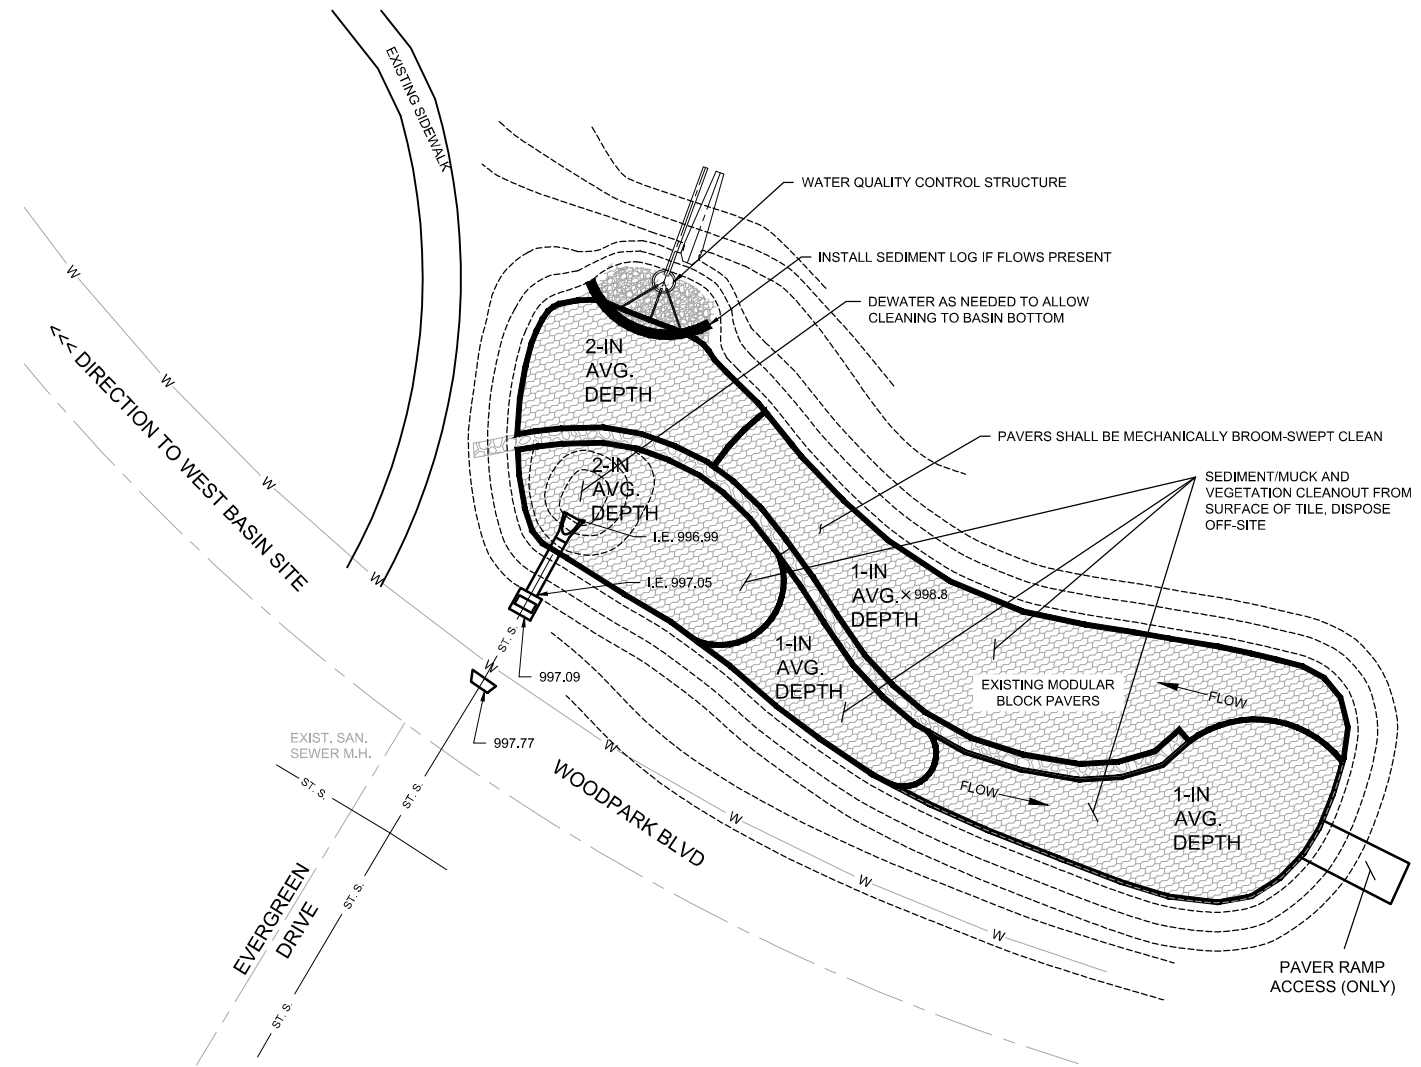 EXISTING SIDEWALK
WATER QUALITY CONTROL STRUCTURE
INSTALL SEDIMENT LOG IF FLOWS PRESENT
DEWATER AS NEEDED TO ALLOW
CLEANING TO BASIN BOTTOM
W
<<< DIRECTION TO WEST BASIN SITE
W
W
W
2-IN
AVG.
DEPTH
PAVERS SHALL BE MECHANICALLY BROOM-SWEPT CLEAN
2-IN
AVG.
DEPTH
SEDIMENT/MUCK AND
VEGETATION CLEANOUT FROM
SURFACE OF TILE, DISPOSE
OFF-SITE
I.E. 996.99
I.E. 997.05
1-IN
AVG.
DEPTH
×998.8
1-IN
AVG.
DEPTH
ST. S.
W
997.09
EXISTING MODULAR
BLOCK PAVERS
FLOW
997.77
EXIST. SAN.
SEWER M.H.
W
ST. S.
ST. S.
WOODPARK BLVD
FLOW
1-IN
AVG.
DEPTH
W
W
W
ST. S.
EVERGREEN
DRIVE
ST. S.
PAVER RAMP
ACCESS (ONLY)